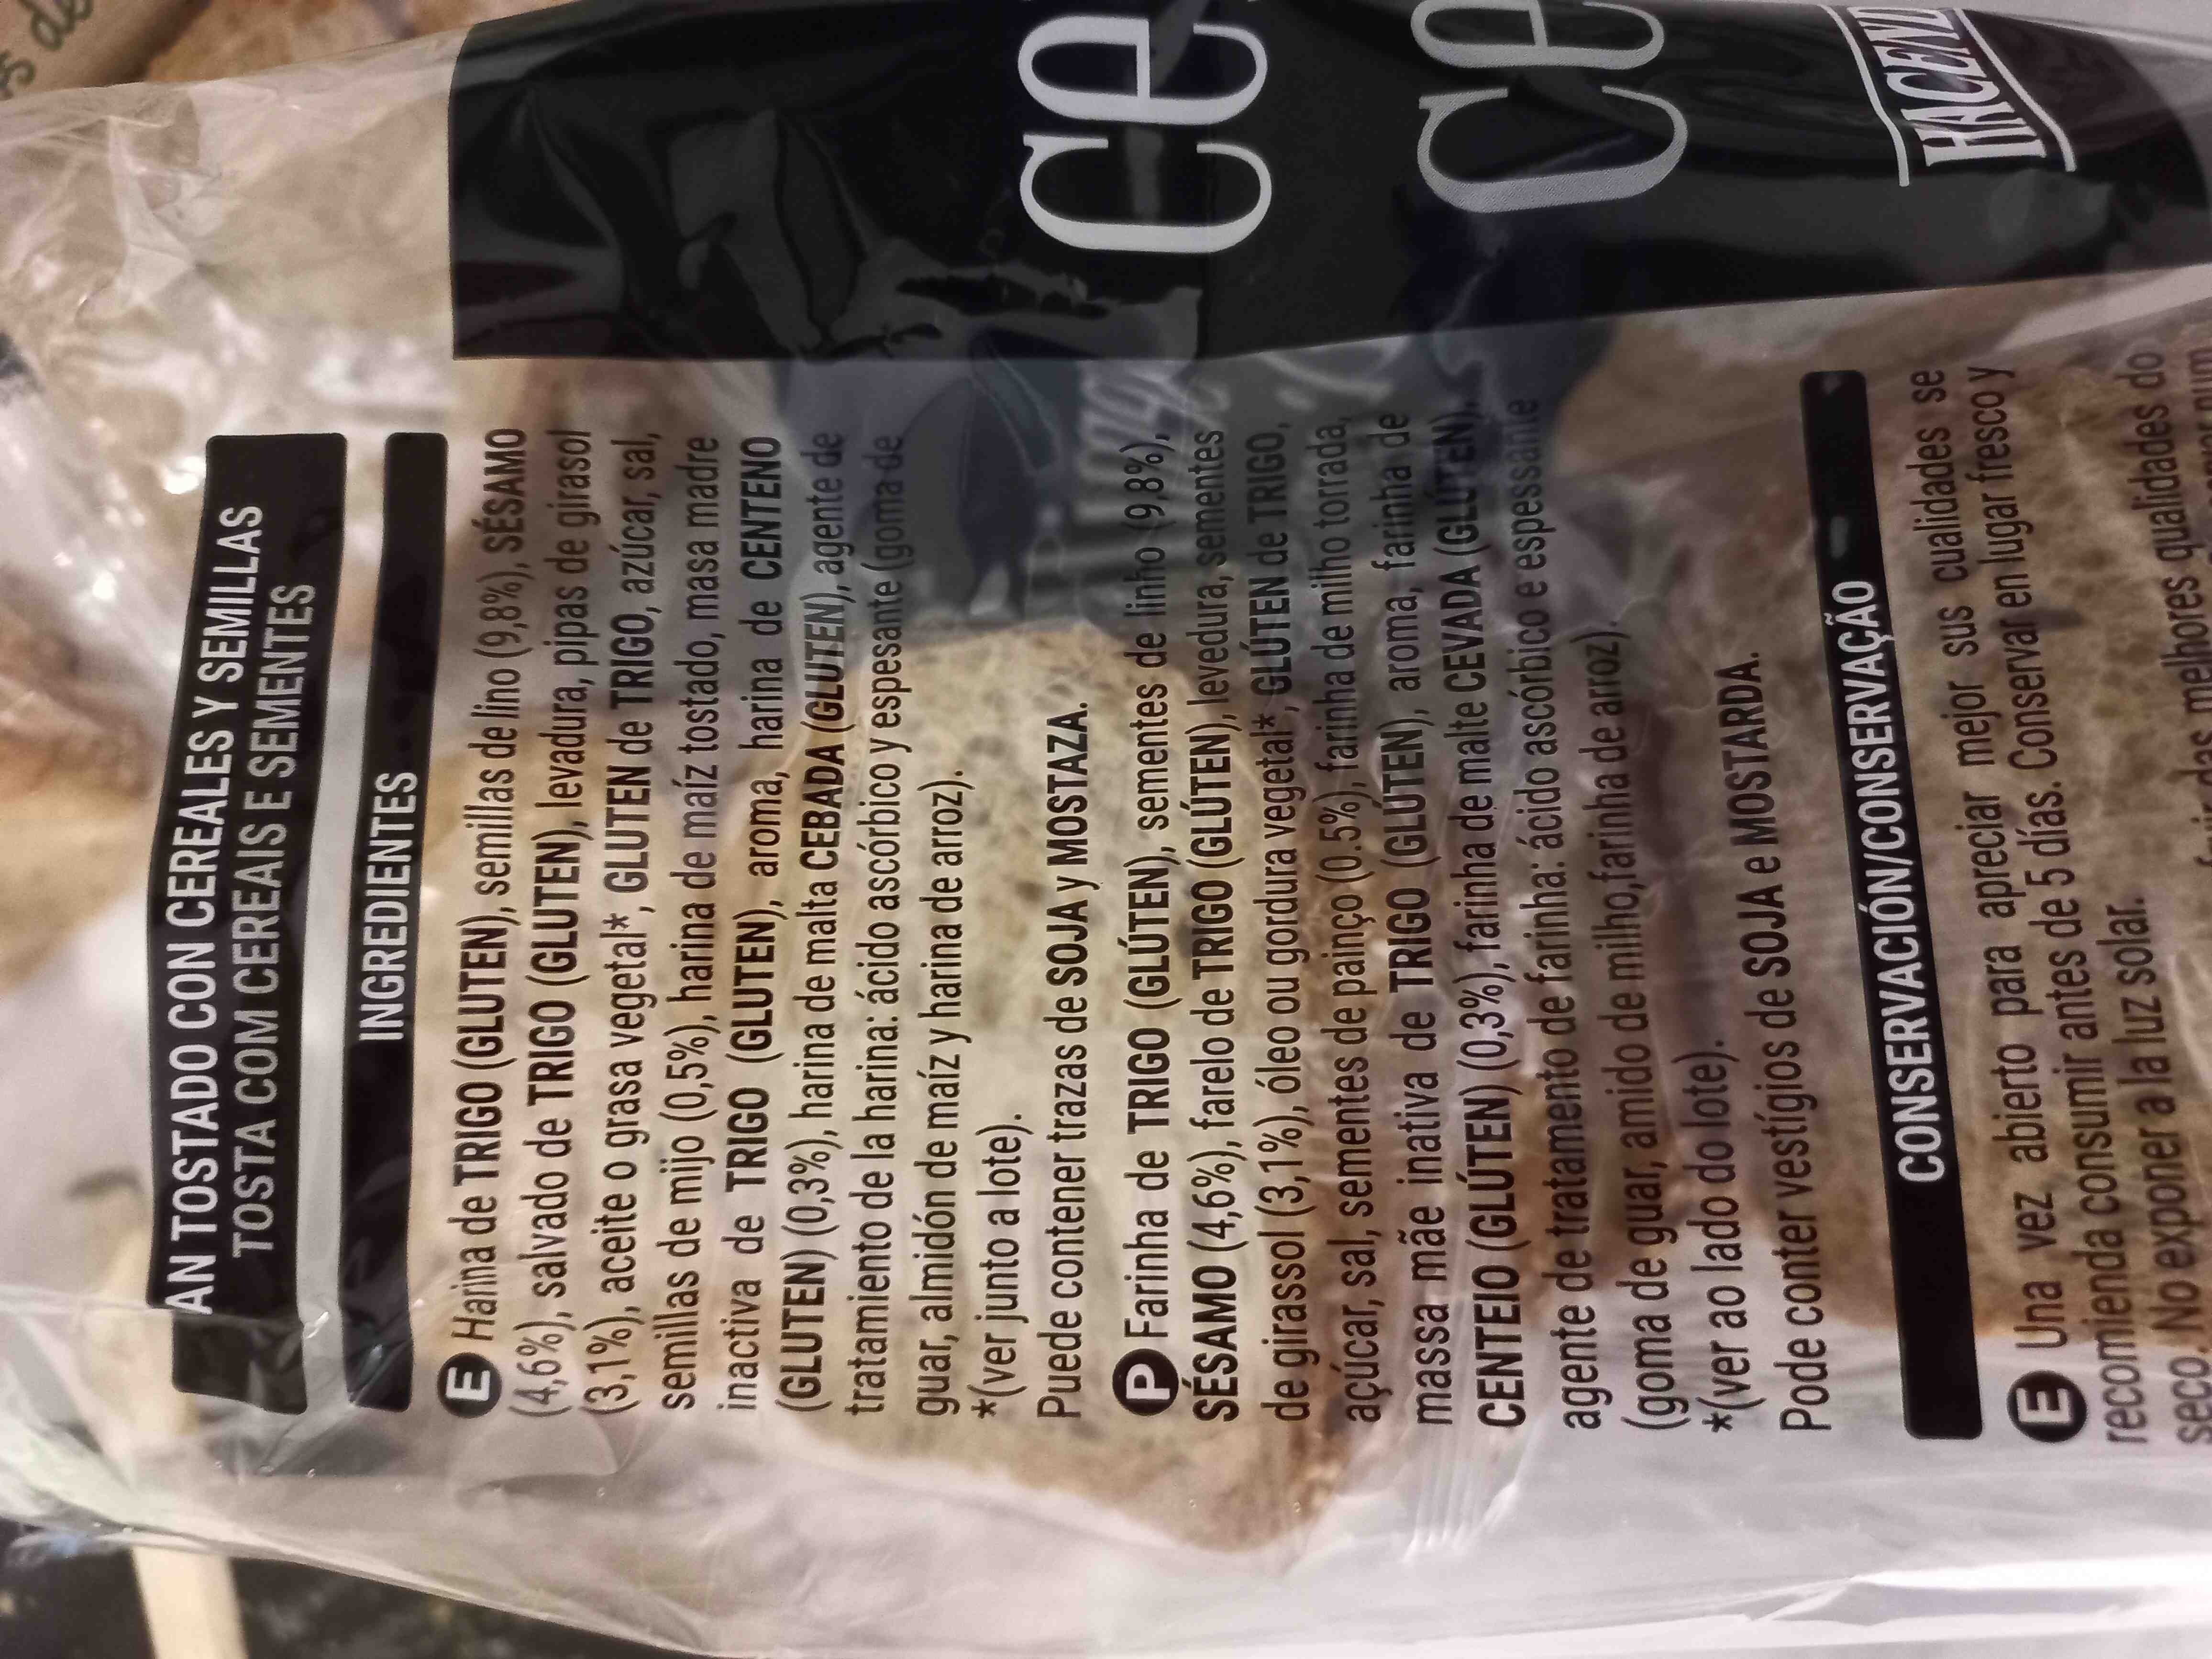 AN TOSTADO CON CEREALES Y SEMILLAS
TOSTA COM CEREAIS E SEMENTES
INGREDIENTES
E Harina de TRIGO (GLUTEN), semillas de lino (9,8%), SÉSAMO
(4,6%), salvado de TRIGO (GLUTEN), levadura, pipas de girasol
(3,1%), aceite o grasa vegetal*, GLUTEN de TRIGO, azúcar, sal,
semillas de mijo (0,5%), harina de maíz tostado, masa madre
inactiva de TRIGO (GLUTEN), aroma, harina de CENTENO
(GLUTEN) (0,3%), harina de malta CEBADA (GLUTEN), agente de
tratamiento de la harina: ácido ascórbico y espesante (goma de
guar, almidón de maíz y harina de arroz).
*(ver junto a lote).
Puede contener trazas de SOJA y MOSTAZA.
P Farinha de TRIGO (GLÚTEN), sementes de linho (9,8%),
SÉSAMO (4,6%), farelo de TRIGO (GLÚTEN), levedura, sementes
de girassol (3,1%), óleo ou gordura vegetal*, GLÚTEN de TRIGO,
açúcar, sal, sementes de painço (0.5%), farinha de milho torrada,
massa mãe inativa de TRIGO (GLÚTEN), aroma, farinha de
CENTEIO (GLÚTEN) (0,3%), farinha de malte CEVADA (GLÚTEN),
agente de tratamento de farinha: ácido ascórbico e espessante
(goma de guar, amido de milho,farinha de arroz).
*(ver ao lado do lote).
Pode conter vestígios de SOJA e MOSTARDA.
CONSERVACIÓN/CONSERVAÇÃO
E Una vez abierto para apreciar mejor sus cualidades se
recomienda consumir antes de 5 días. Conservar en lugar fresco y
seco. No exponer a la luz solar.
melhores qualidades do
ce
ce
HACEND